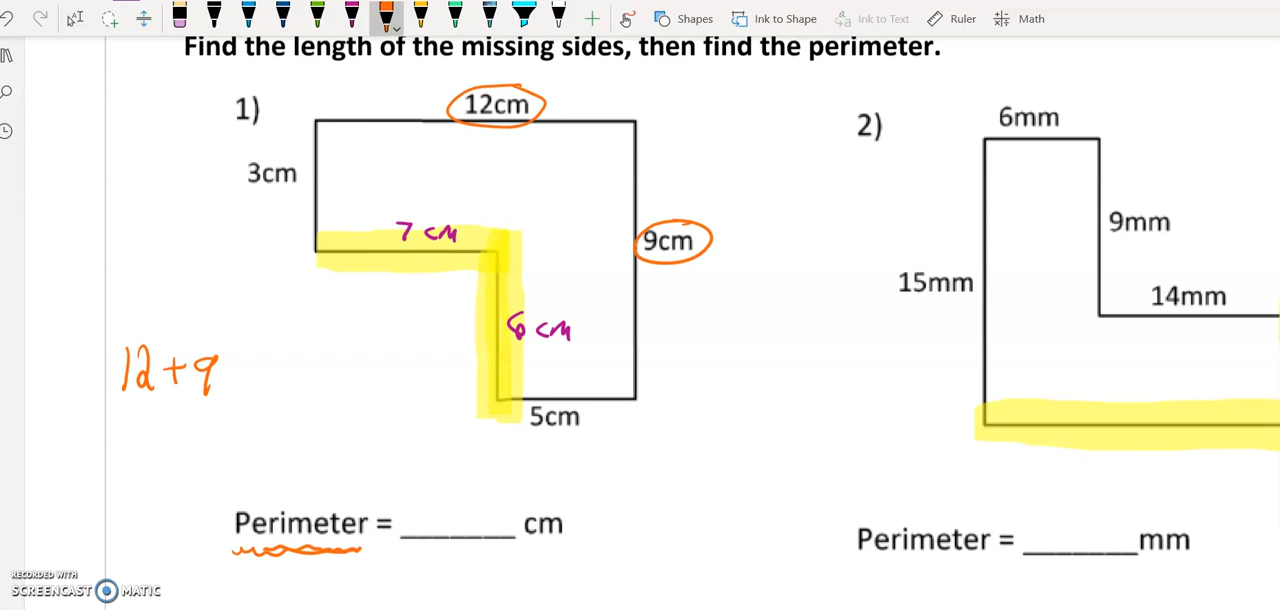 Shapes
Ink to Shape
Ink to Text
Ruler
Math
Find the length of the missing sides, then find the perimeter.
1)
12cm
3cm
7 cm
9cm
6 cm
5cm
12+9
Perimeter = _______ cm
2)
6mm
9mm
15mm
14mm
Perimeter = _______mm
RECORDED WITH
SCREENCAST MATIC